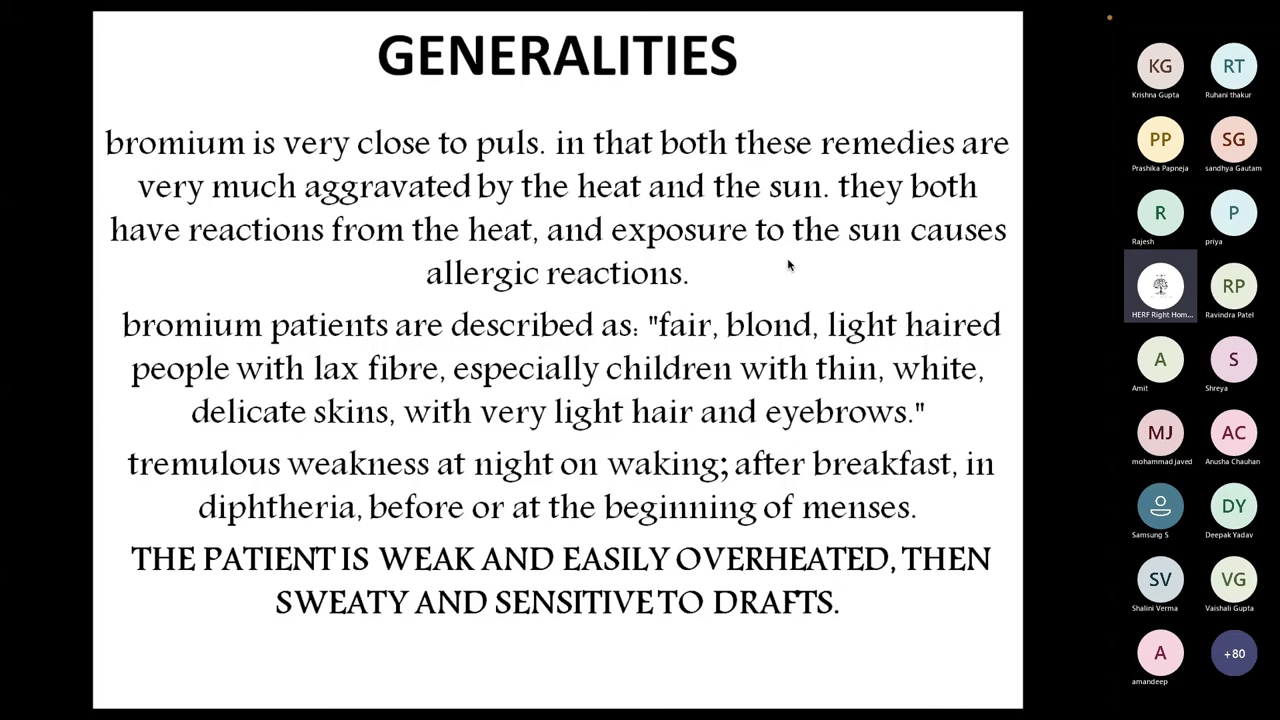 GENERALITIES
bromium is very close to puls. in that both these remedies are
very much aggravated by the heat and the sun. they both
have reactions from the heat, and exposure to the sun causes
allergic reactions.
bromium patients are described as: "fair, blond, light haired
people with lax fibre, especially children with thin, white,
delicate skins, with very light hair and eyebrows."
tremulous weakness at night on waking; after breakfast, in
diphtheria, before or at the beginning of menses.
THE PATIENT IS WEAK AND EASILY OVERHEATED, THEN
SWEATY AND SENSITIVE TO DRAFTS.
KG
Krishna Gupta
RT
Ruhani thakur
PP
Prashika Papneja
SG
sandhya Gautam
R
Rajesh
P
priya
HERF Right Hom...
RP
Ravindra Patel
A
Amit
S
Shreya
MJ
mohammad javed
AC
Anusha Chauhan
Samsung S
DY
Deepak Yadav
SV
Shalini Verma
VG
Vaishali Gupta
A
amandeep
+80